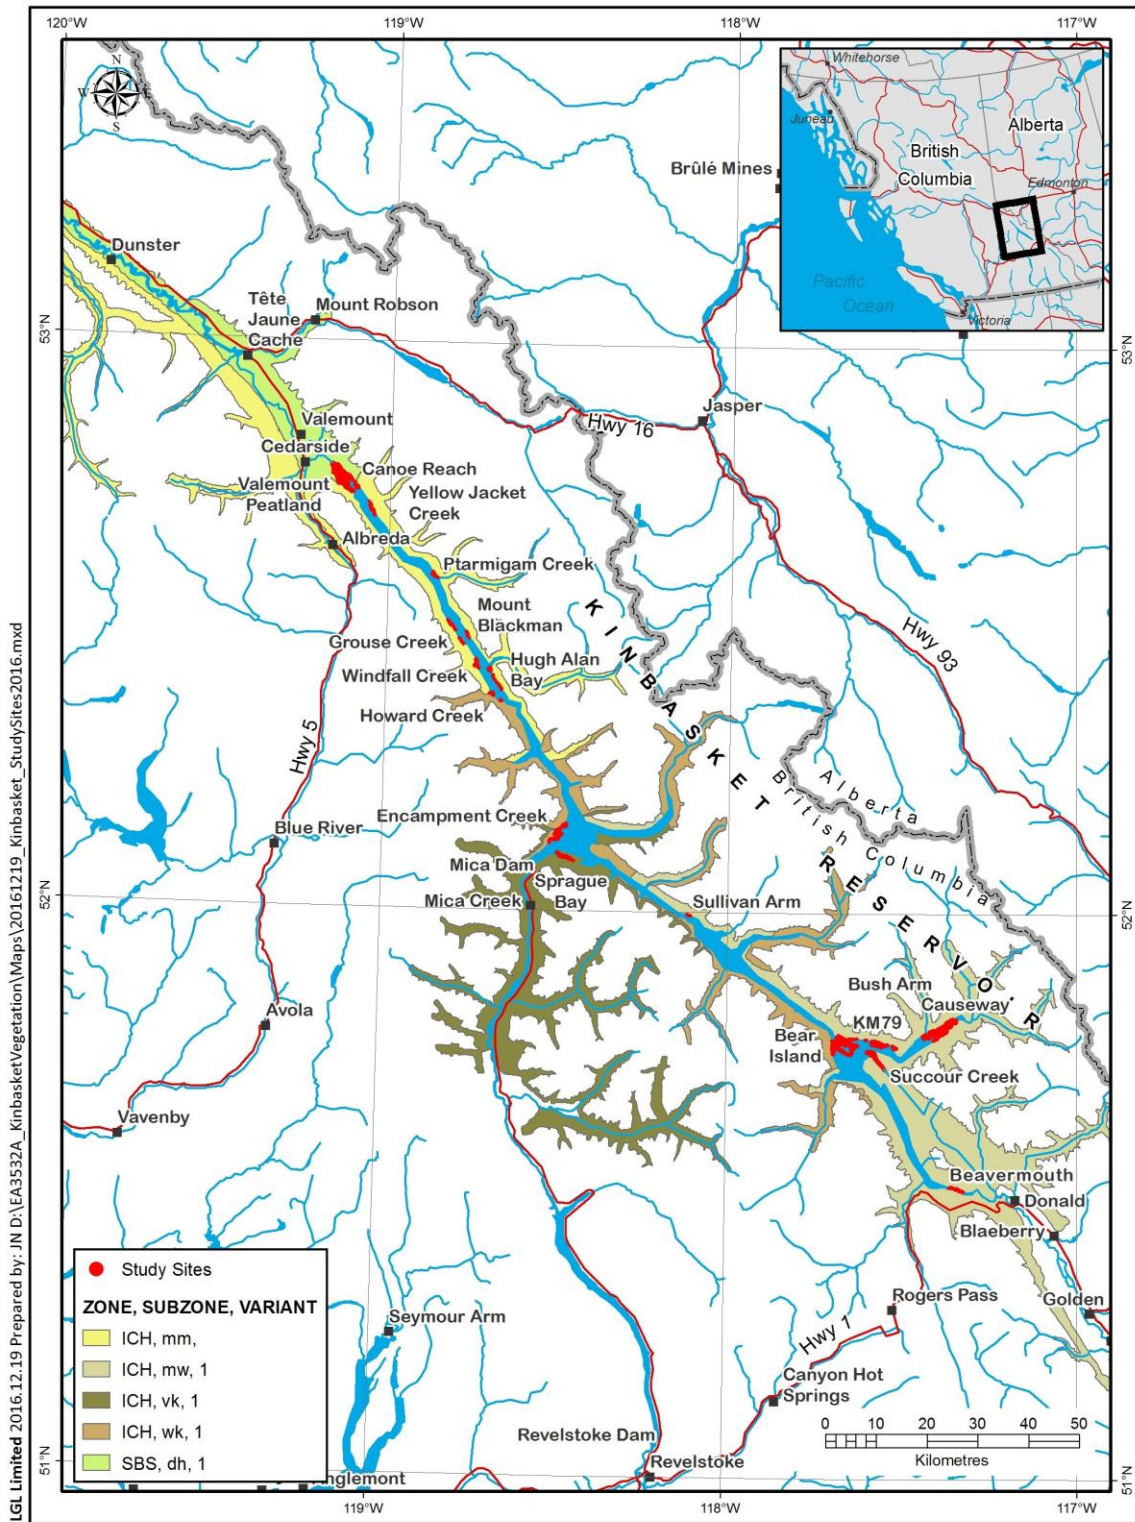 120°W
119°W
118°W
117°W
N
W
S
Whitehorse
Juneau
Alberta
British
Columbia
Edmonton
Pacific
Ocean
Victoria
Brûlé Mines
Dunster
Tête
Jaune
Cache
Mount Robson
53°N
53°N
Valemount
Cedarside
Jasper
Hwy 16
Canoe Reach
Valemount
Peatland
Yellow Jacket
Creek
Albreda
Ptarmigam Creek
Mount
Blackman
Grouse Creek
Hugh Alan
Bay
Windfall Creek
Howard Creek
KINBASKET RESERVOIR
Hwy 93
Hwy 5
Alberta
British Columbia
Blue River
Encampment Creek
Mica Dam
Mica Creek
Sprague
Bay
52°N
52°N
Sullivan Arm
Bush Arm
Causeway
KM79
Bear
Island
Succour Creek
Avola
Vavenby
Beavermouth
Donald
Blaeberry
Rogers Pass
Golden
Seymour Arm
Hwy 1
Canyon Hot
Springs
Revelstoke Dam
Revelstoke
51°N
51°N
Study Sites
ZONE, SUBZONE, VARIANT
ICH, mm,
ICH, mw, 1
ICH, vk, 1
ICH, wk, 1
SBS, dh, 1
0 10 20 30 40 50
Kilometres
119°W
118°W
117°W
LGL Limited 2016.12.19 Prepared by: JN D:\EA3532A_KinbasketVegetation\Maps\20161219_Kinbasket_StudySites2016.mxd